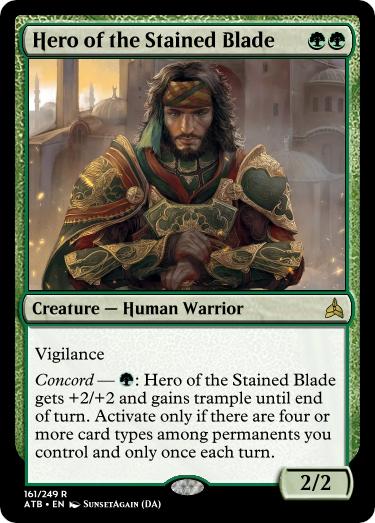 Hero of the Stained Blade
Creature — Human Warrior
Vigilance
Concord — : Hero of the Stained Blade
gets +2/+2 and gains trample until end
of turn. Activate only if there are four or
more card types among permanents you
control and only once each turn.
2/2
161/249 R
ATB • EN SunsetAgain (DA)